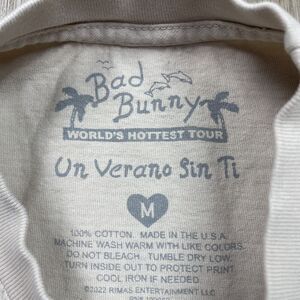 Bad
Bunny
WORLD'S HOTTEST TOUR
Un Verano Sin Ti
M
100% COTTON. MADE IN THE U.S.A.
MACHINE WASH WARM WITH LIKE COLORS.
DO NOT BLEACH. TUMBLE DRY LOW.
TURN INSIDE OUT TO PROTECT PRINT.
COOL IRON IF NEEDED.
©2022 RIMAS ENTERTAINMENT LLC